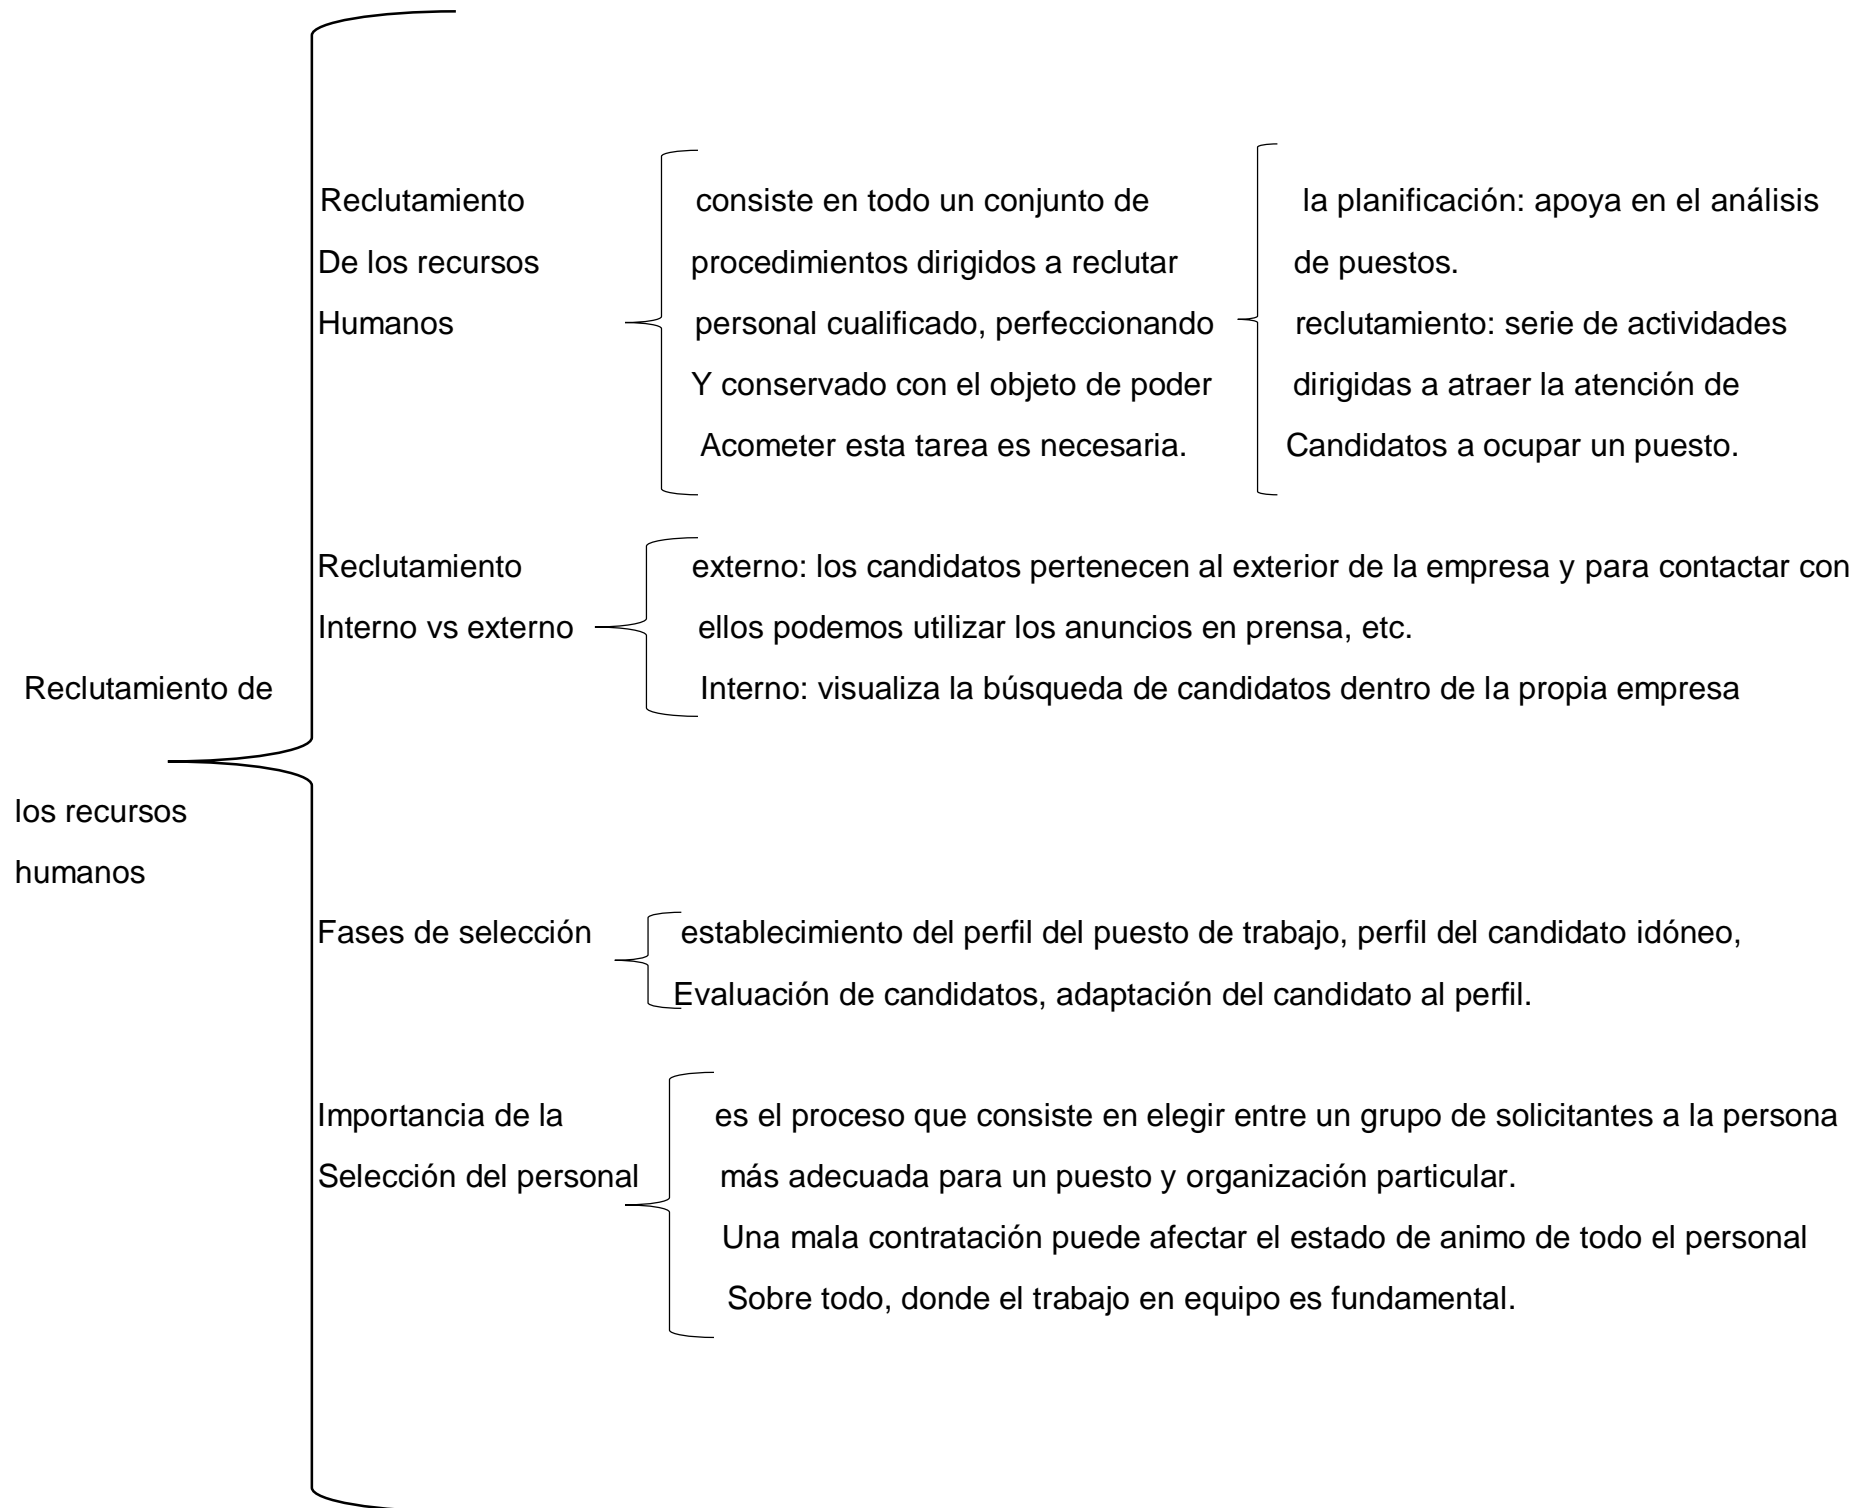 Reclutamiento de
los recursos
humanos
Reclutamiento
De los recursos
Humanos
consiste en todo un conjunto de
procedimientos dirigidos a reclutar
personal cualificado, perfeccionando
Y conservado con el objeto de poder
Acometer esta tarea es necesaria.
la planificación: apoya en el análisis
de puestos.
reclutamiento: serie de actividades
dirigidas a atraer la atención de
Candidatos a ocupar un puesto.
Reclutamiento
Interno vs externo
externo: los candidatos pertenecen al exterior de la empresa y para contactar con
ellos podemos utilizar los anuncios en prensa, etc.
Interno: visualiza la búsqueda de candidatos dentro de la propia empresa
Fases de selección
establecimiento del perfil del puesto de trabajo, perfil del candidato idóneo,
Evaluación de candidatos, adaptación del candidato al perfil.
Importancia de la
Selección del personal
es el proceso que consiste en elegir entre un grupo de solicitantes a la persona
más adecuada para un puesto y organización particular.
Una mala contratación puede afectar el estado de animo de todo el personal
Sobre todo, donde el trabajo en equipo es fundamental.